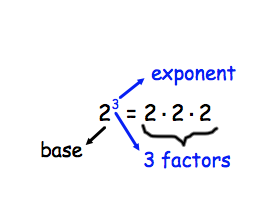 exponent
2³ = 2 · 2 · 2
base
3 factors